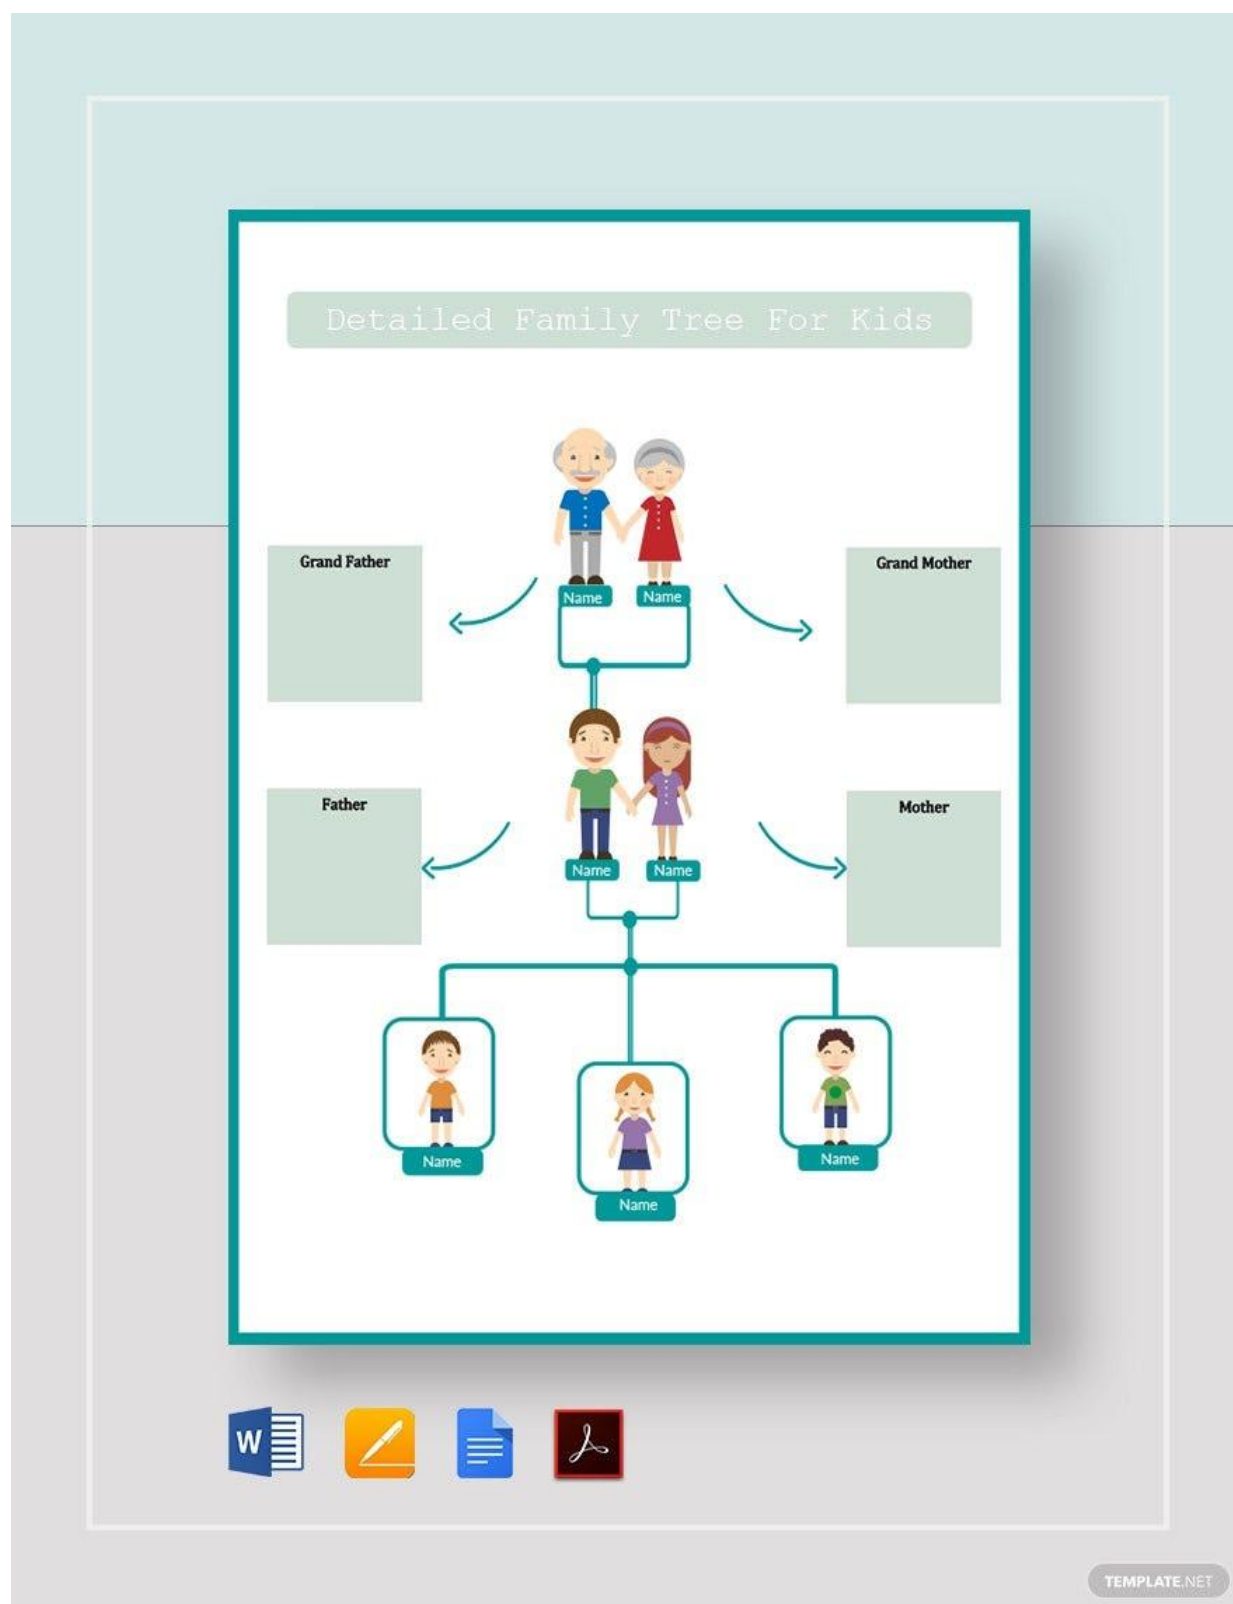 Detailed Family Tree For Kids
Grand Father
Grand Mother
Name
Name
Father
Mother
Name
Name
Name
Name
Name
W
TEMPLATE.NET